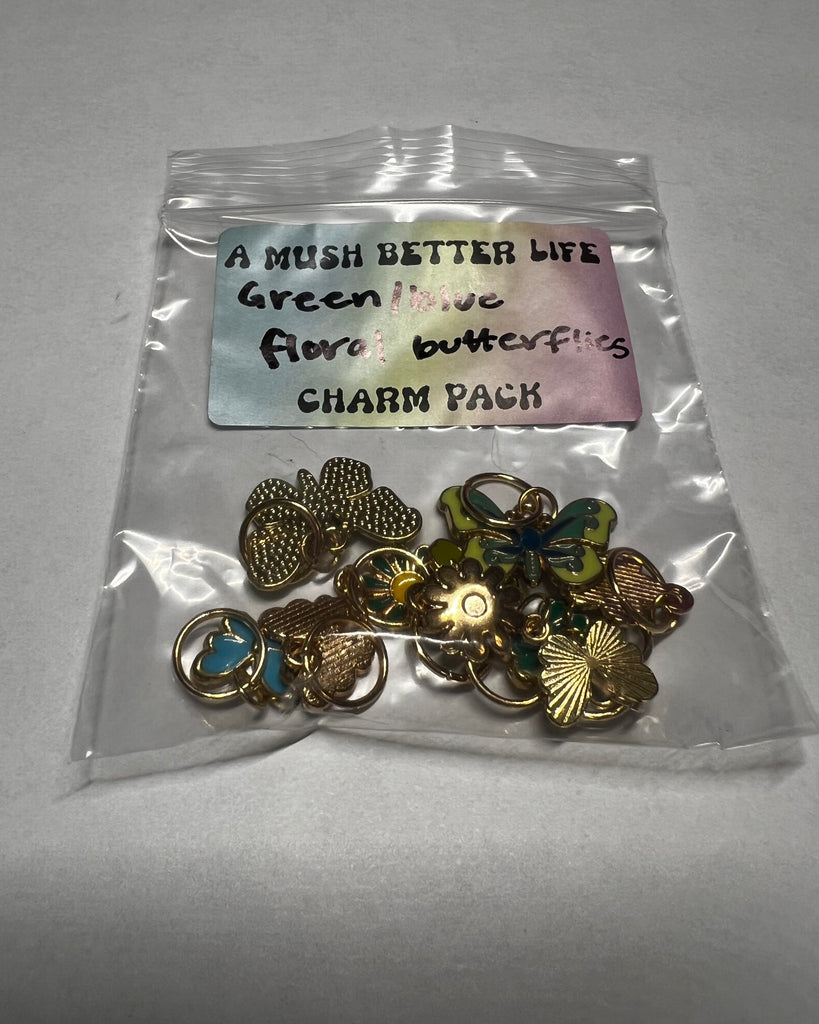 A MUSH BETTER LIFE
Green/blue
floral butterflies
CHARM PACK